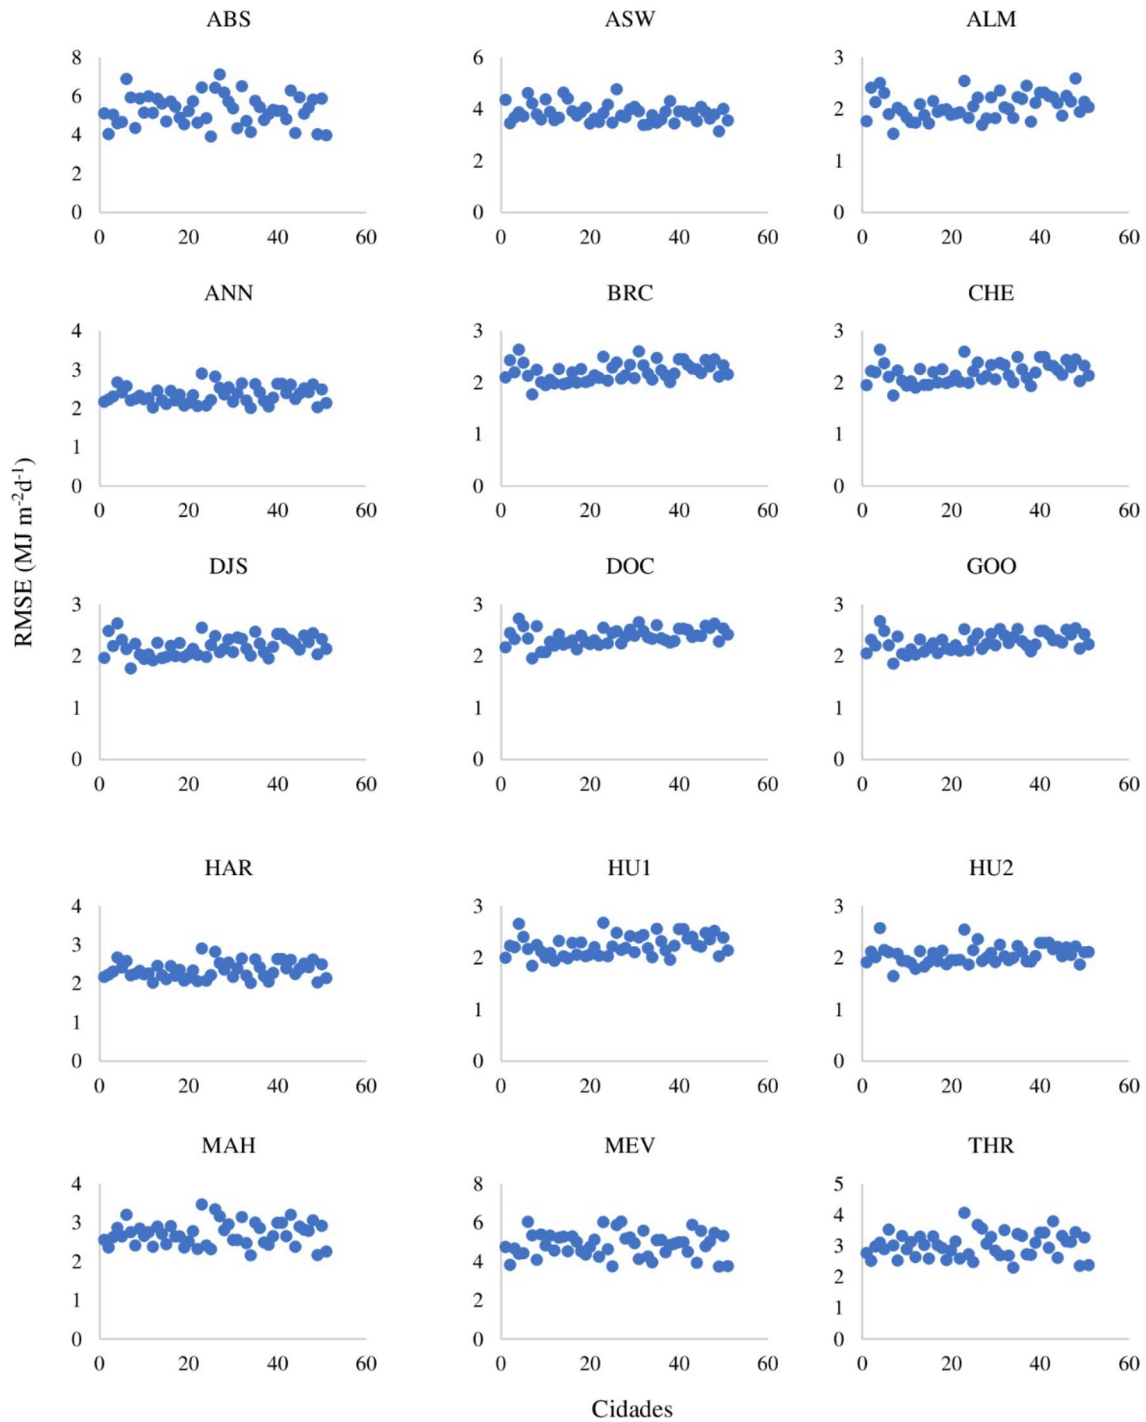 ABS ASW ALM
8 6 3
6
4 2
4
2 1
2
0 0 0
0 20 40 60 0 20 40 60 0 20 40 60
ANN BRC CHE
4 3 3
3
2 2
2
1 1
1
0 0 0
0 20 40 60 0 20 40 60 0 20 40 60
RMSE (MJ m⁻²d⁻¹)
DJS DOC GOO
3 3 3
2 2 2
1 1 1
0 0 0
0 20 40 60 0 20 40 60 0 20 40 60
HAR HU1 HU2
4 3 3
3
2 2
2
1 1
1
0 0 0
0 20 40 60 0 20 40 60 0 20 40 60
MAH MEV THR
4 8 5
4
3 6
3
2 4
2
1 2
1
0 0 0
0 20 40 60 0 20 40 60 0 20 40 60
Cidades